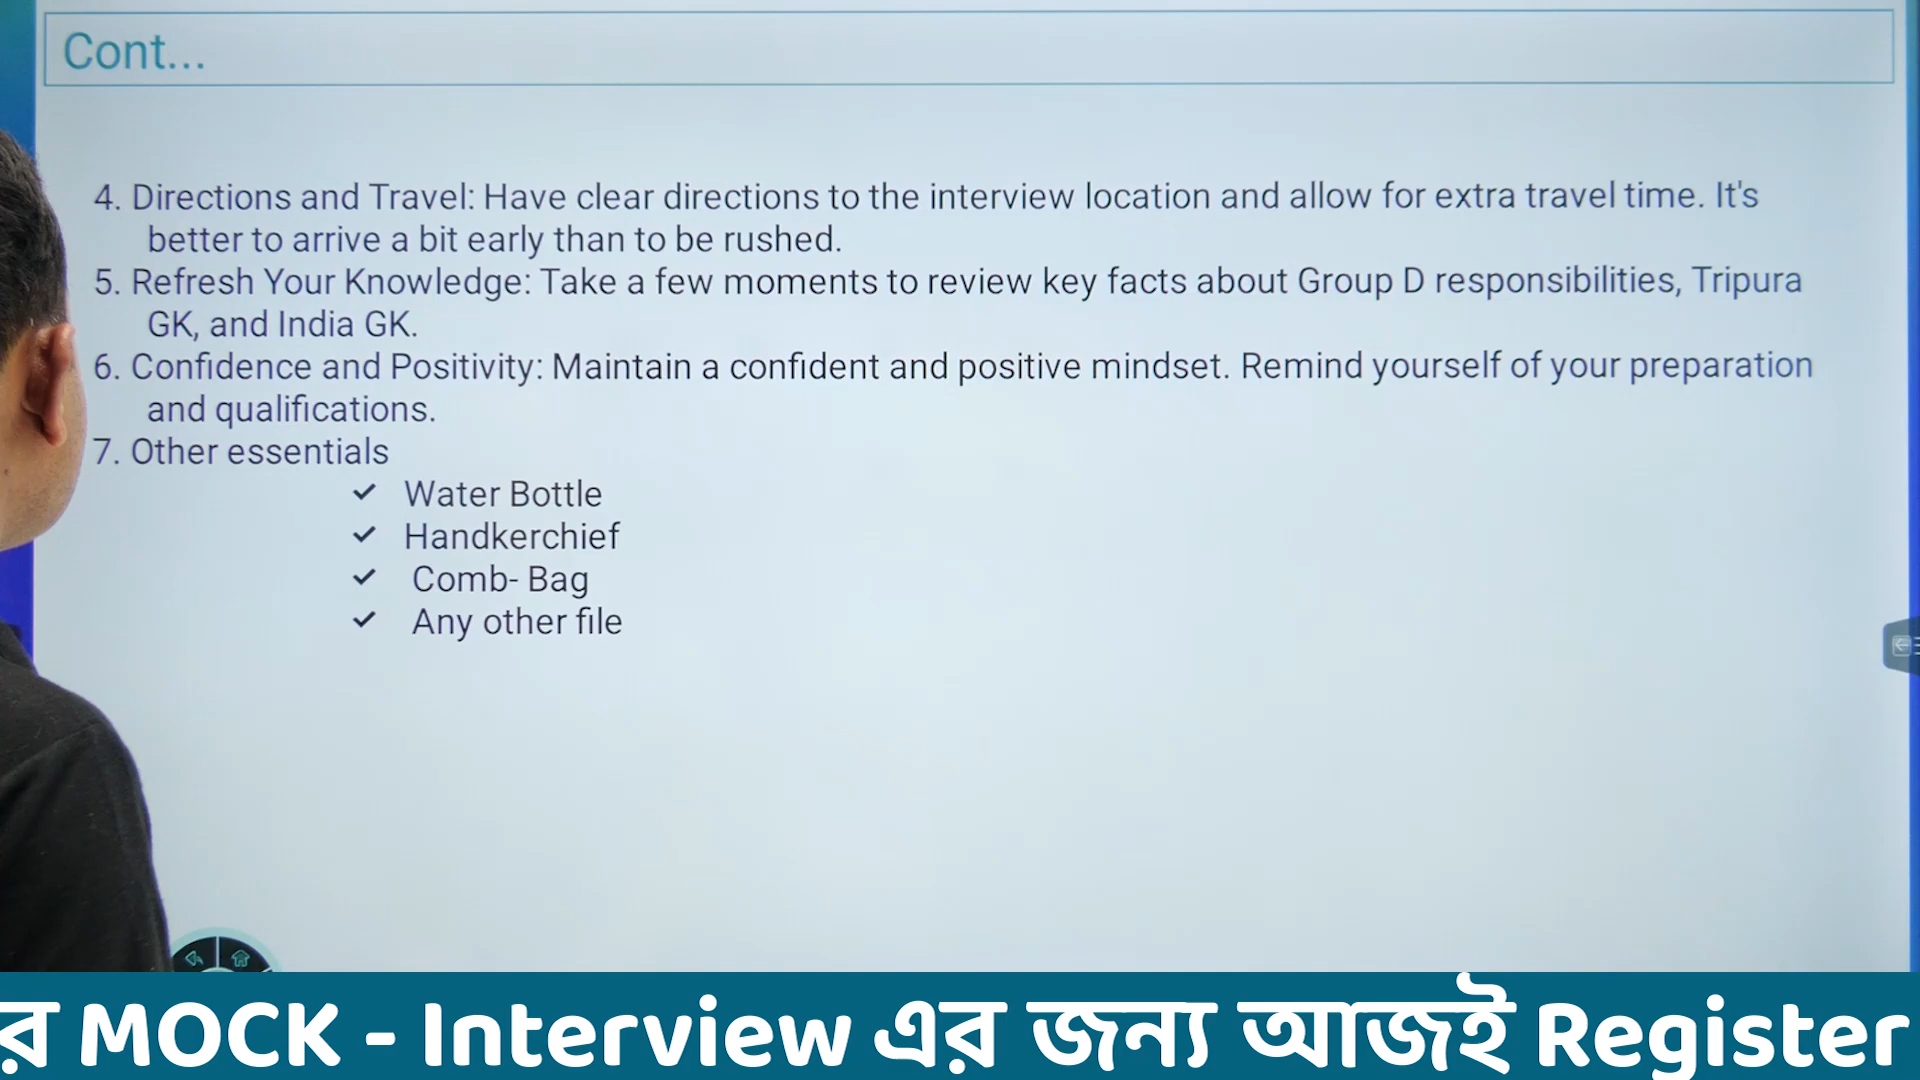 Cont...
4. Directions and Travel: Have clear directions to the interview location and allow for extra travel time. It's
better to arrive a bit early than to be rushed.
5. Refresh Your Knowledge: Take a few moments to review key facts about Group D responsibilities, Tripura
GK, and India GK.
6. Confidence and Positivity: Maintain a confident and positive mindset. Remind yourself of your preparation
and qualifications.
7. Other essentials
✓ Water Bottle
✓ Handkerchief
✓ Comb- Bag
✓ Any other file
র MOCK - Interview এর জন্য আজই Register